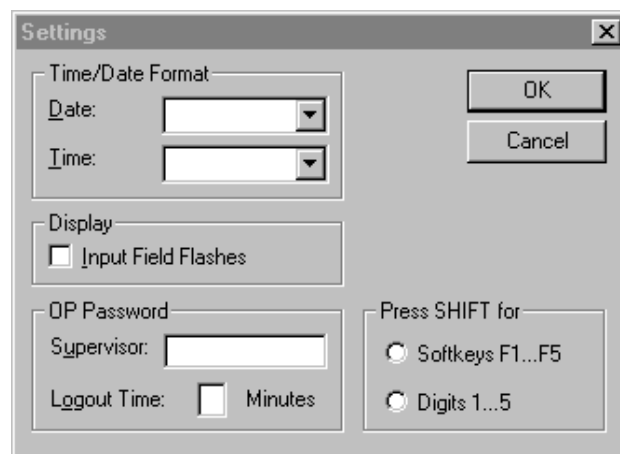 Settings
Time/Date Format
Date:
Time:
OK
Cancel
Display
Input Field Flashes
OP Password
Supervisor:
Logout Time: Minutes
Press SHIFT for
Softkeys F1...F5
Digits 1...5